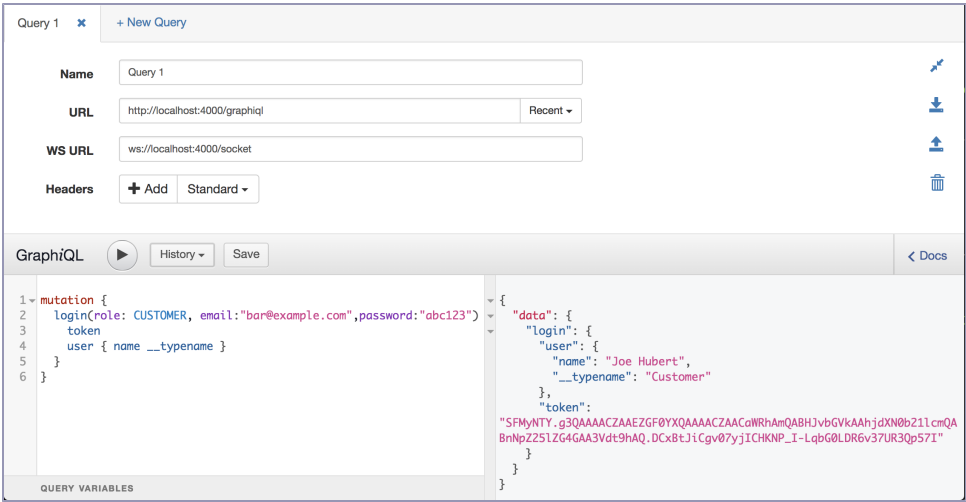 Query 1 × + New Query
Name Query 1
URL http://localhost:4000/graphiql Recent
WS URL ws://localhost:4000/socket
Headers + Add Standard
GraphiQL History Save < Docs
1 mutation {
2 login(role: CUSTOMER, email:"bar@example.com",password:"abc123")
3 token
4 user { name __typename }
5 }
6 }
QUERY VARIABLES
{
"data": {
"login": {
"user": {
"name": "Joe Hubert",
"__typename": "Customer"
},
"token":
"SFMyNTY.g3QAAAACZAAEZGF0YXQAAAACZAACaWRhAmQABHJvbGVkAAhjdXN0b21lcmQA
BnNpZ25lZG4GAA3Vdt9hAQ.DCxBtJiCgv07yjICHKNP_I-LqbG0LDR6v37UR3Qp57I"
}
}
}